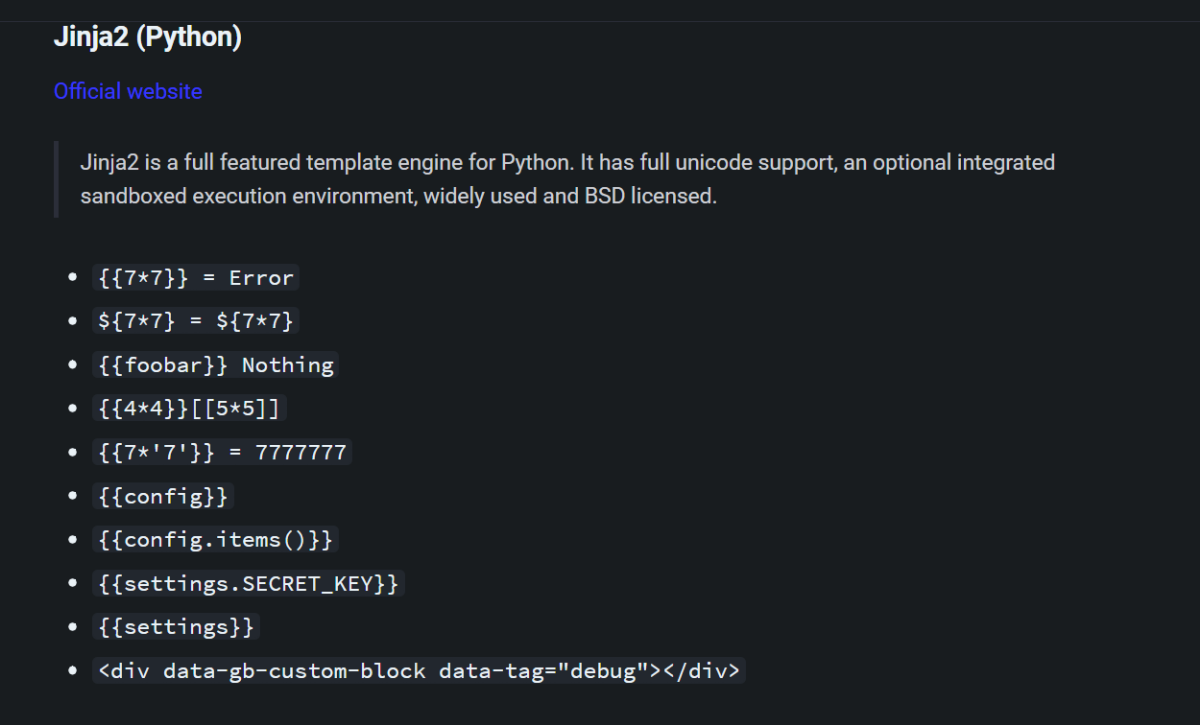 Jinja2 (Python)
Official website
Jinja2 is a full featured template engine for Python. It has full unicode support, an optional integrated
sandboxed execution environment, widely used and BSD licensed.
{{7*7}} = Error
${7*7} = ${7*7}
{{foobar}} Nothing
{{4*4}}[[5*5]]
{{7*'7'}} = 7777777
{{config}}
{{config.items()}}
{{settings.SECRET_KEY}}
{{settings}}
<div data-gb-custom-block data-tag="debug"></div>